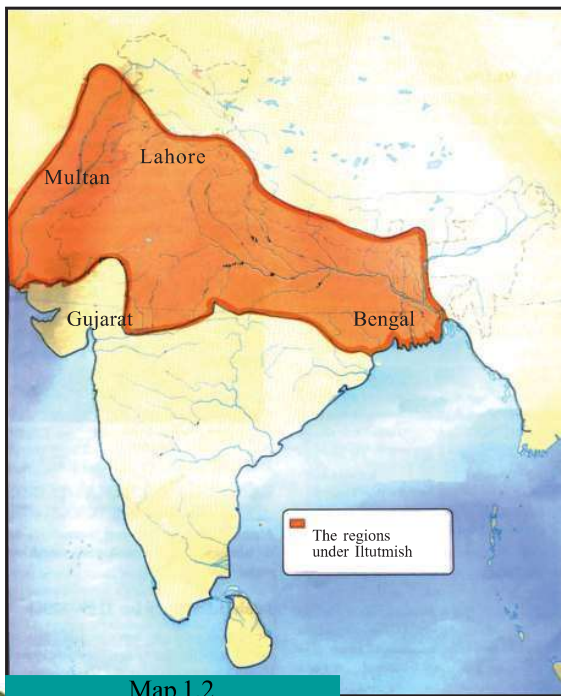 Lahore
Multan
Gujarat
Bengal
The regions
under Iltutmish
Map 1.2